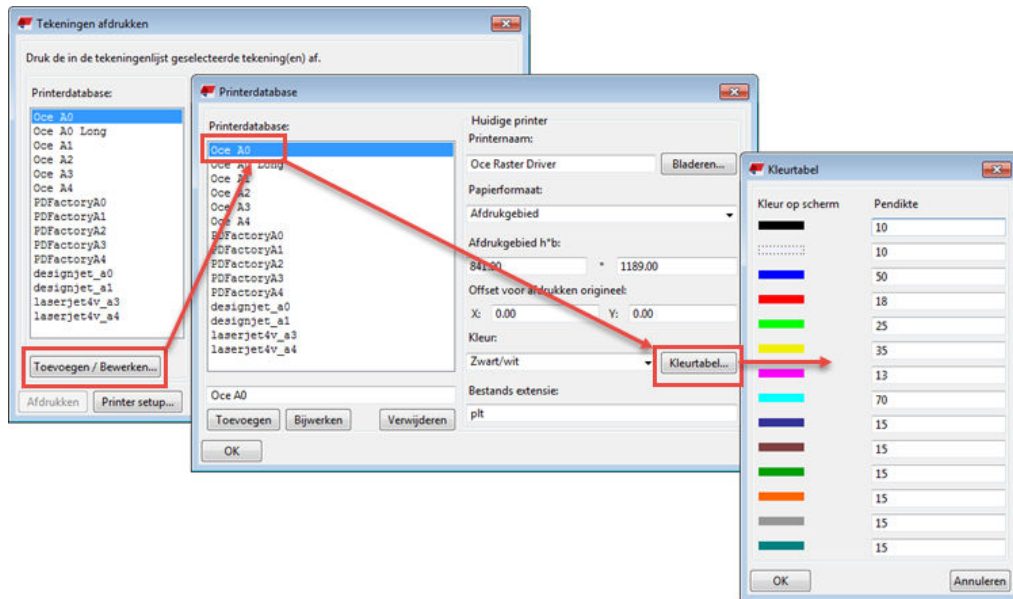 Tekeningen afdrukken
Druk de in de tekeningenlijst geselecteerde tekening(en) af.
Printerdatabase:
Oce A0
Oce A0 Long
Oce A1
Oce A2
Oce A3
Oce A4
PDFactoryA0
PDFactoryA1
PDFactoryA2
PDFactoryA3
PDFactoryA4
designjet_a0
designjet_a1
laserjet4v_a3
laserjet4v_a4
Toevoegen / Bewerken...
Afdrukken
Printer setup...
Printerdatabase
Printerdatabase:
Oce A0
Oce A0 Long
Oce A1
Oce A2
Oce A3
Oce A4
PDFactoryA0
PDFactoryA1
PDFactoryA2
PDFactoryA3
PDFactoryA4
designjet_a0
designjet_a1
laserjet4v_a3
laserjet4v_a4
Oce A0
Toevoegen
Bijwerken
Verwijderen
OK
Huidige printer
Printernaam:
Oce Raster Driver
Bladeren...
Papierformaat:
Afdrukgebied
Afdrukgebied h*b:
841.00 * 1189.00
Offset voor afdrukken origineel:
X: 0.00 Y: 0.00
Kleur:
Zwart/wit
Kleurtabel...
Bestands extensie:
plt
Kleurtabel
Kleur op scherm Pendikte
10
10
50
18
25
35
13
70
15
15
15
15
15
15
OK
Annuleren